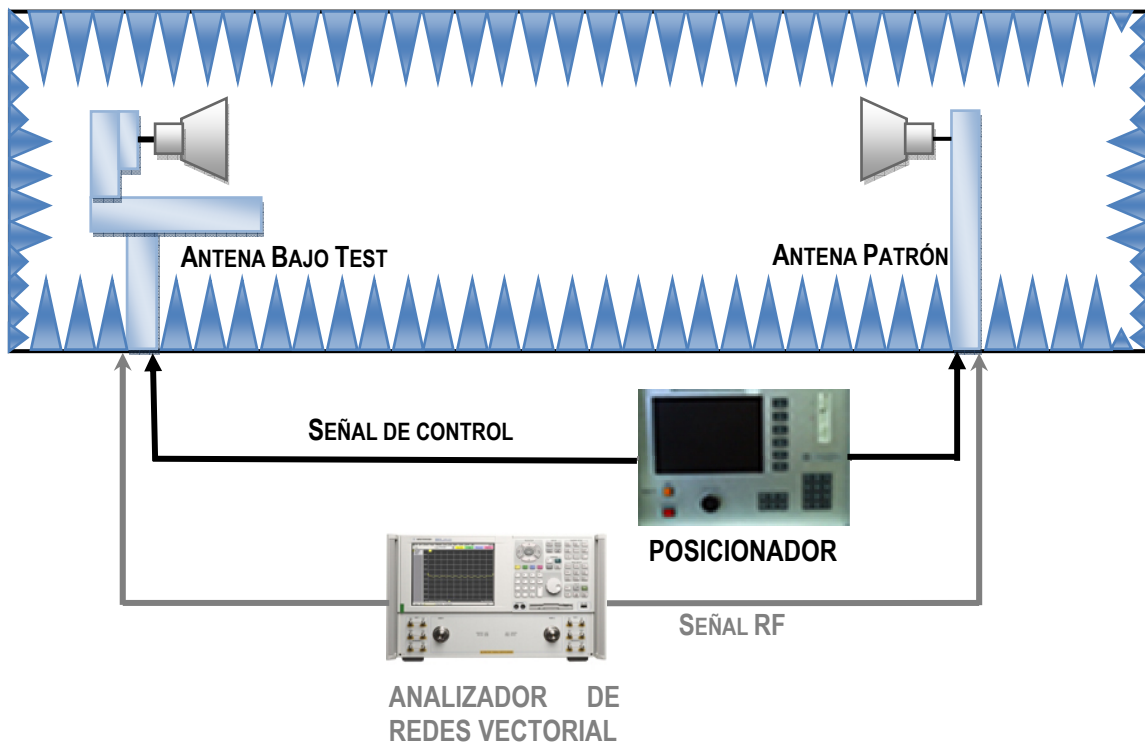 ANTENA BAJO TEST
ANTENA PATRÓN
SEÑAL DE CONTROL
POSICIONADOR
SEÑAL RF
ANALIZADOR DE
REDES VECTORIAL